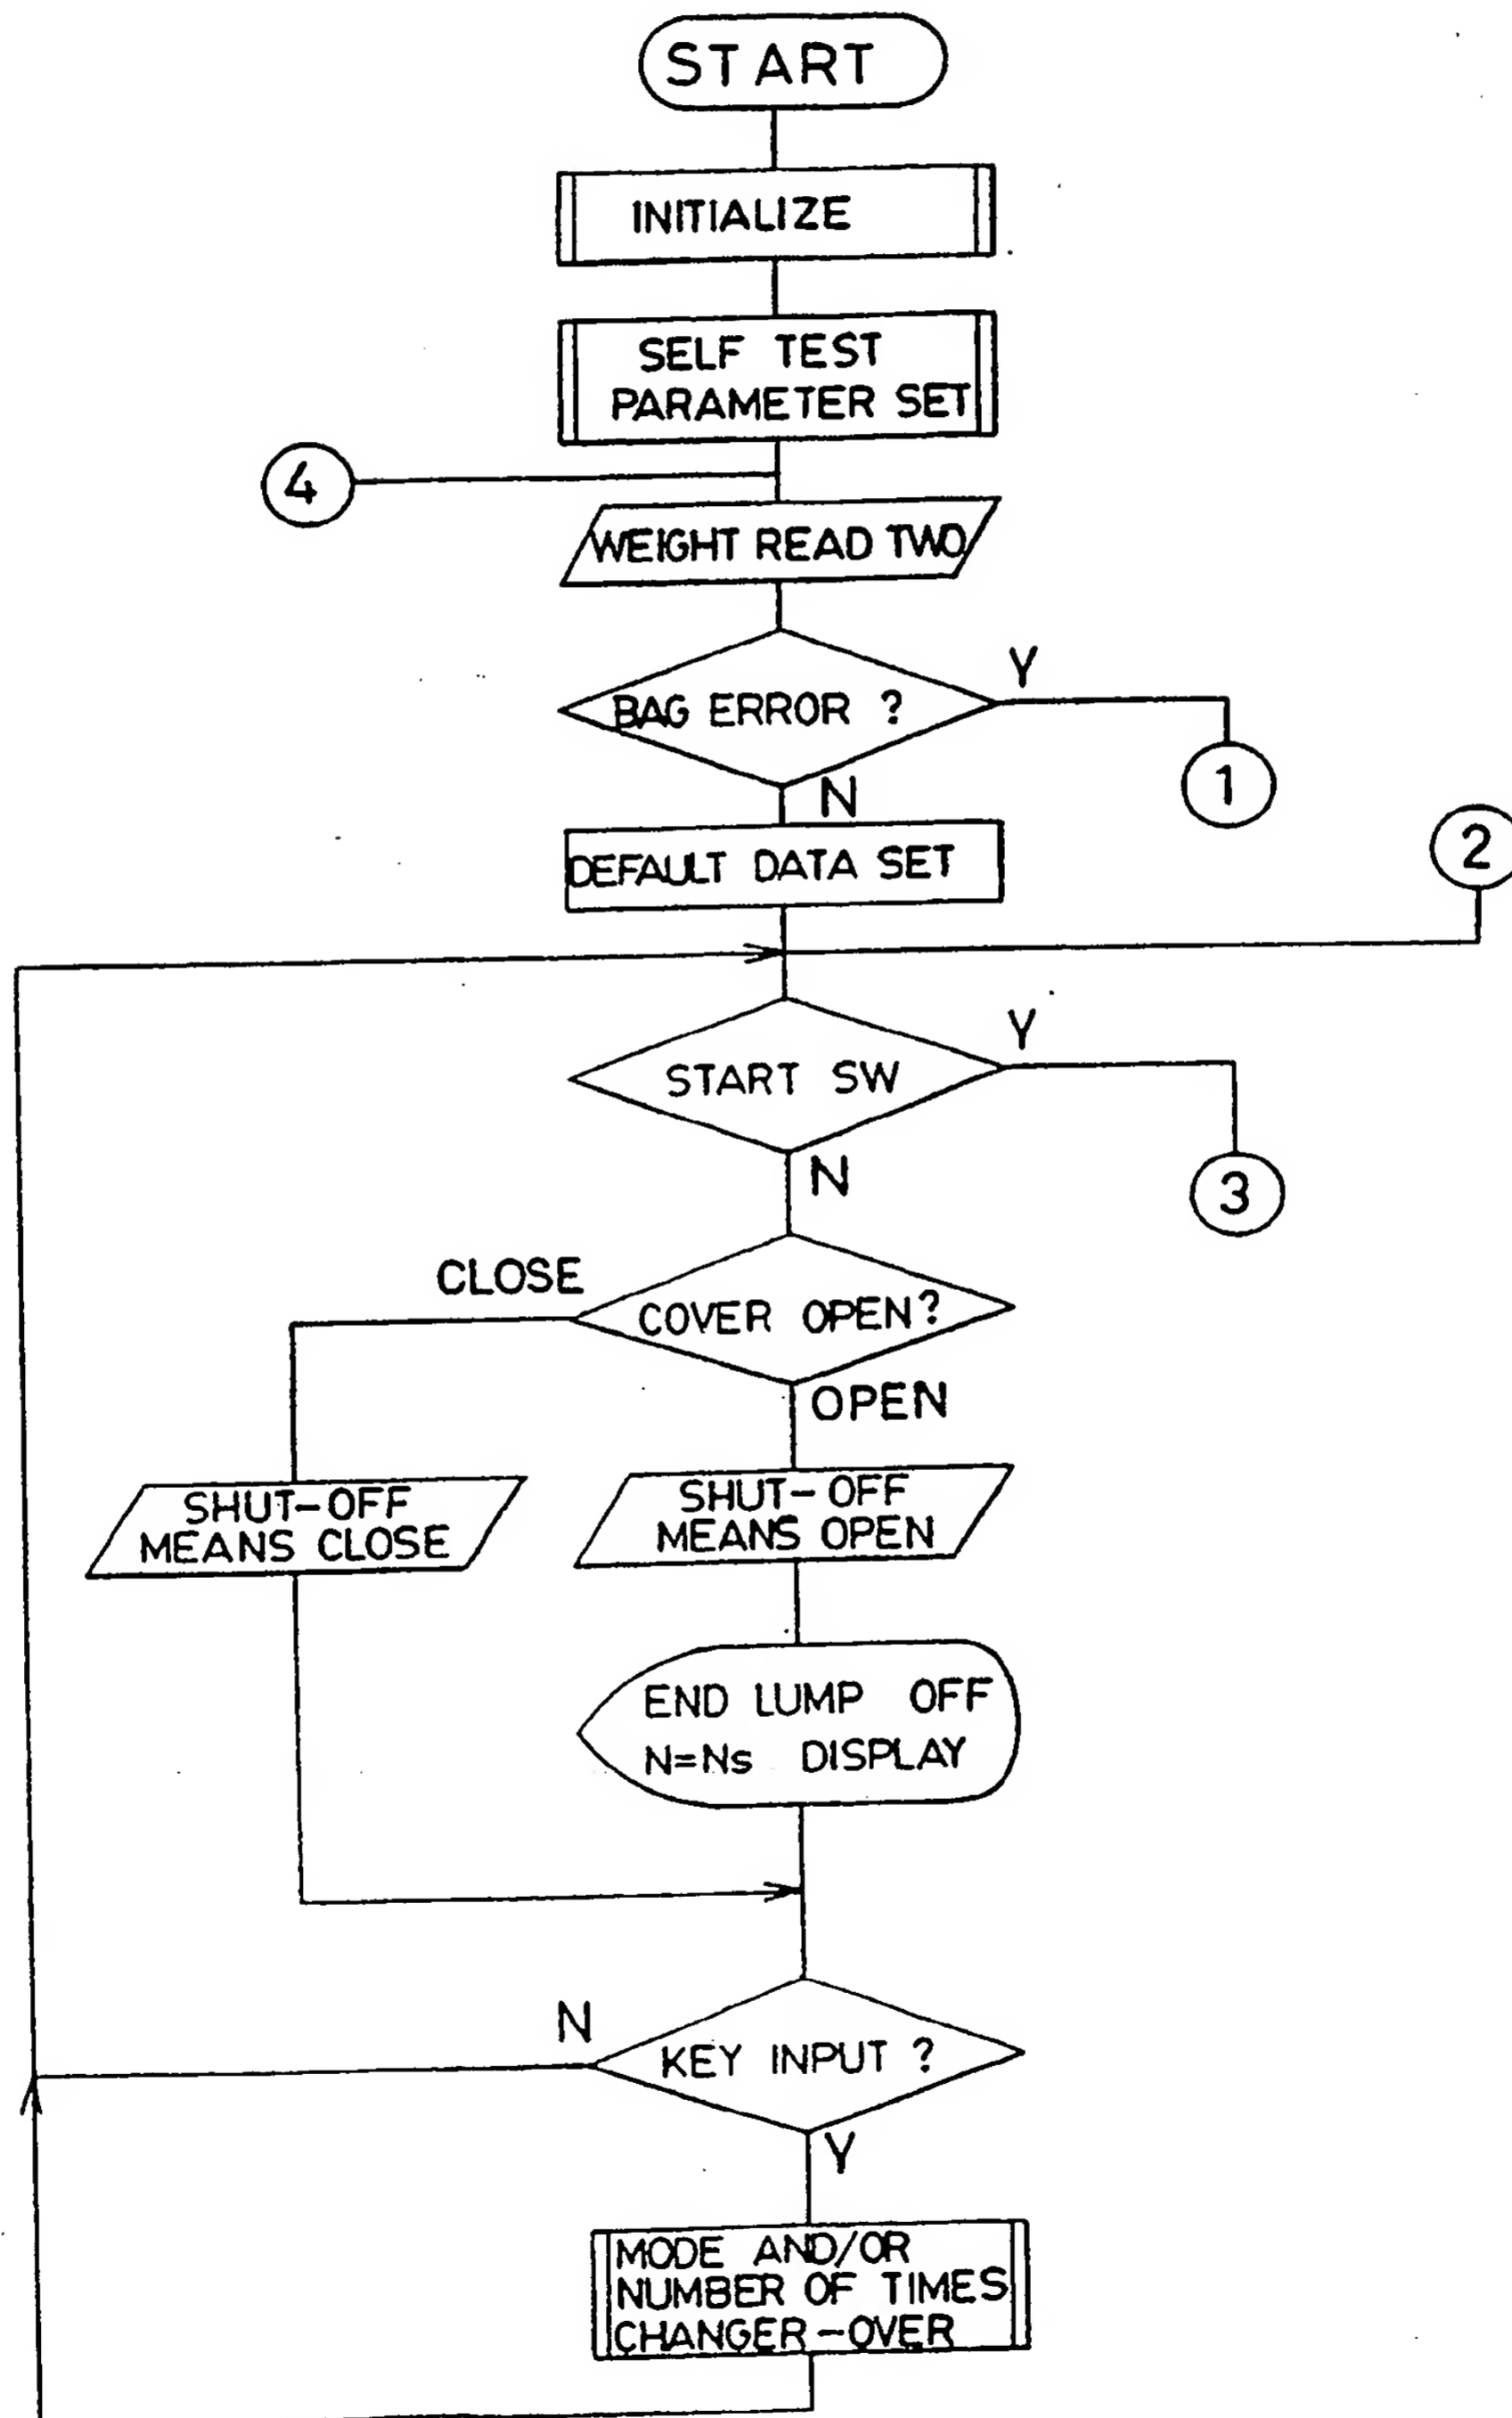 START
INITIALIZE
SELF TEST
PARAMETER SET
4
WEIGHT READ TWO
BAG ERROR ?
Y
1
N
DEFAULT DATA SET
2
START SW
Y
N
3
CLOSE
COVER OPEN?
OPEN
SHUT-OFF
MEANS CLOSE
SHUT-OFF
MEANS OPEN
END LUMP OFF
N=Ns DISPLAY
N
KEY INPUT ?
Y
MODE AND/OR
NUMBER OF TIMES
CHANGER-OVER